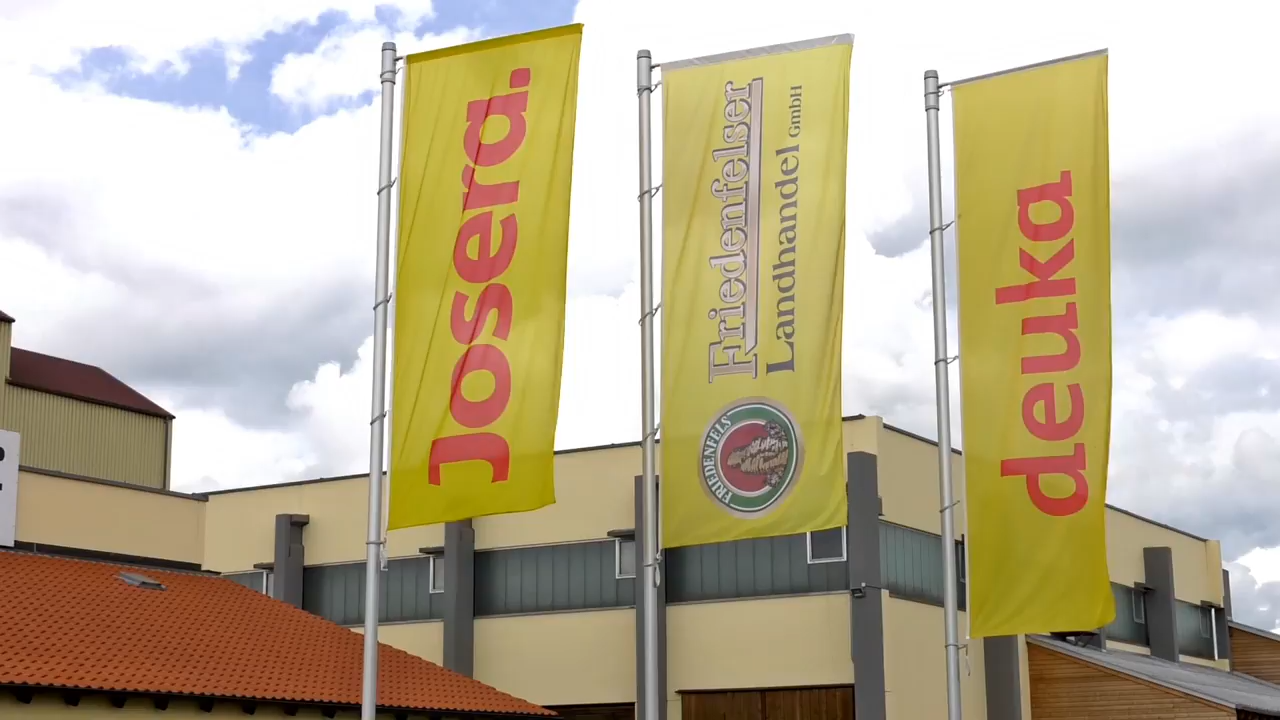 Josera.
Friedenfelser
Landhandel GmbH
FRIEDENFELS
deuka